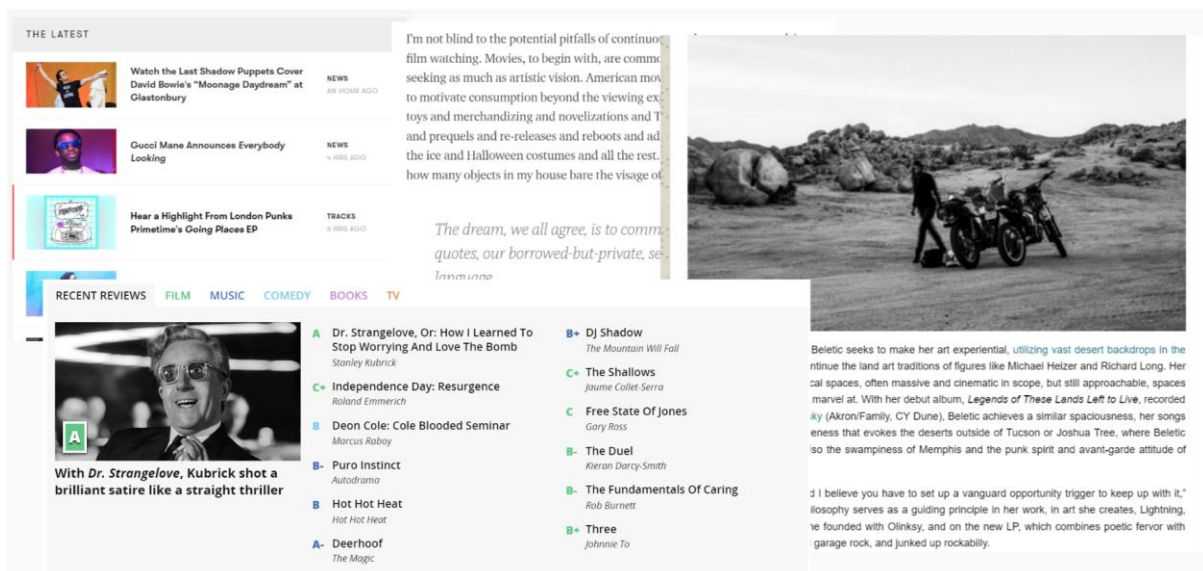 THE LATEST
Watch the Last Shadow Puppets Cover
David Bowie's "Moonage Daydream" at
Glastonbury
NEWS
AN HOUR AGO
Gucci Mane Announces Everybody
Looking
NEWS
4 HRS AGO
Hear a Highlight From London Punks
Primetime's Going Places EP
TRACKS
6 HRS AGO
I'm not blind to the potential pitfalls of continuo
film watching. Movies, to begin with, are comm
seeking as much as artistic vision. American mov
to motivate consumption beyond the viewing ex
toys and merchandizing and novelizations and T
and prequels and re-releases and reboots and ad
the ice and Halloween costumes and all the rest.
how many objects in my house bare the visage of
The dream, we all agree, is to comm
quotes, our borrowed-but-private, se
language
RECENT REVIEWS FILM MUSIC COMEDY BOOKS TV
A
With Dr. Strangelove, Kubrick shot a
brilliant satire like a straight thriller
A Dr. Strangelove, Or: How I Learned To
Stop Worrying And Love The Bomb
Stanley Kubrick
C+ Independence Day: Resurgence
Roland Emmerich
B Deon Cole: Cole Blooded Seminar
Marcus Raboy
B- Puro Instinct
Autodrama
B Hot Hot Heat
Hot Hot Heat
A- Deerhoof
The Magic
B+ DJ Shadow
The Mountain Will Fall
C+ The Shallows
Jaume Collet-Serra
C Free State Of Jones
Gary Ross
B- The Duel
Kieran Darcy-Smith
B- The Fundamentals Of Caring
Rob Burnett
B+ Three
Johnnie To
Beletic seeks to make her art experiential, utilizing vast desert backdrops in the
ntinue the land art traditions of figures like Michael Heizer and Richard Long. Her
cal spaces, often massive and cinematic in scope, but still approachable, spaces
marvel at. With her debut album, Legends of These Lands Left to Live, recorded
ky (Akron/Family, CY Dune), Beletic achieves a similar spaciousness, her songs
eness that evokes the deserts outside of Tucson or Joshua Tree, where Beletic
so the swampiness of Memphis and the punk spirit and avant-garde attitude of
d I believe you have to set up a vanguard opportunity trigger to keep up with it,"
ilosophy serves as a guiding principle in her work, in art she creates, Lightning,
ne founded with Olinksy, and on the new LP, which combines poetic fervor with
garage rock, and junked up rockabilly.